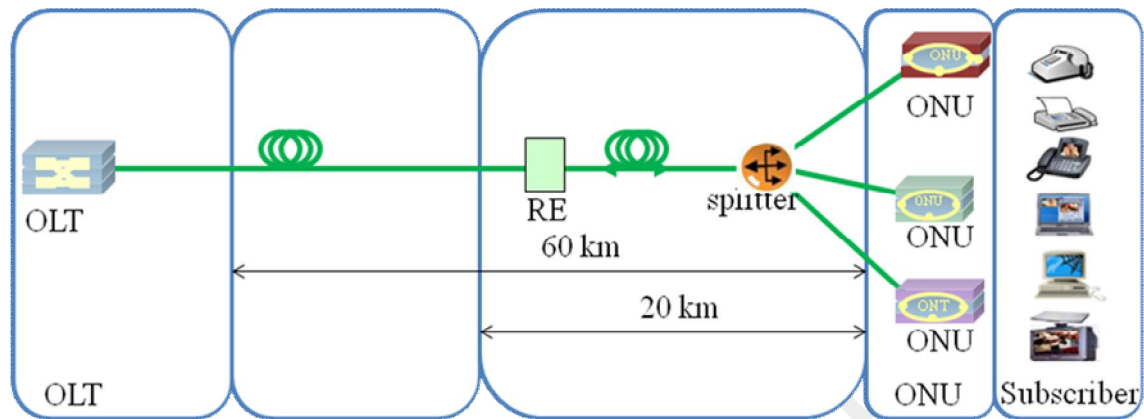 ONU
ONU
OLT
RE
splitter
ONU
ONU
60 km
ONT
20 km
ONU
OLT
ONU
Subscriber